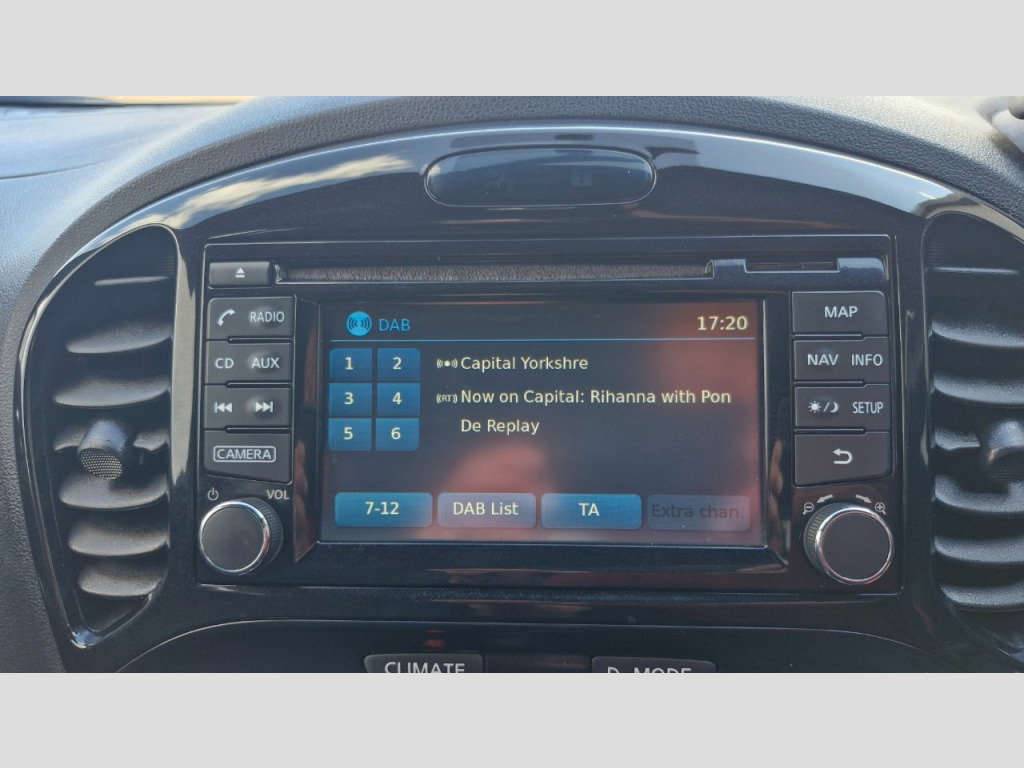 RADIO
CD AUX
CAMERA
VOL
DAB 17:20
1 2 Capital Yorkshre
3 4 (RT) Now on Capital: Rihanna with Pon
De Replay
5 6
7-12 DAB List TA Extra chan.
MAP
NAV INFO
SETUP
CLIMATE D-MODE